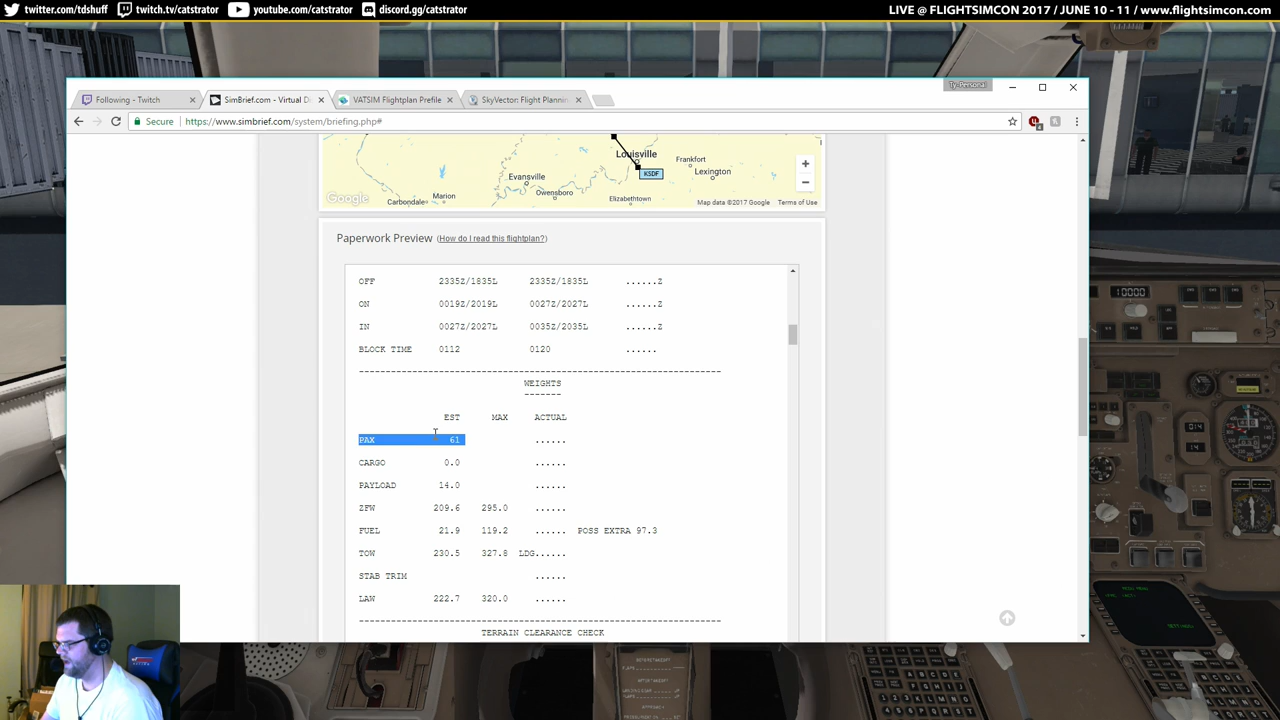 twitter.com/tdshuff twitch.tv/catstrator youtube.com/catstrator discord.gg/catstrator LIVE @ FLIGHTSIMCON 2017 / JUNE 10 - 11 / www.flightsimcon.com
Ty-Personal
Following - Twitch SimBrief.com - Virtual D VATSIM Flightplan Prefile SkyVector: Flight Plannin
Secure https://www.simbrief.com/system/briefing.php#
Louisville
KSDF
Frankfort
Lexington
Evansville
Owensboro
Carbondale Marion Elizabethtown
Google Map data ©2017 Google Terms of Use
Paperwork Preview (How do I read this flightplan?)
OFF 2335Z/1835L 2335Z/1835L ......Z
ON 0019Z/2019L 0027Z/2027L ......Z
IN 0027Z/2027L 0035Z/2035L ......Z
BLOCK TIME 0112 0120 ......
--------------------------------------------------------------------
WEIGHTS
-------
EST MAX ACTUAL
PAX 61 ......
CARGO 0.0 ......
PAYLOAD 14.0 ......
ZFW 209.6 295.0 ......
FUEL 21.9 119.2 ...... POSS EXTRA 97.3
TOW 230.5 327.8 LDG......
STAB TRIM ......
LAW 222.7 320.0 ......
--------------------------------------------------------------------
TERRAIN CLEARANCE CHECK
10000